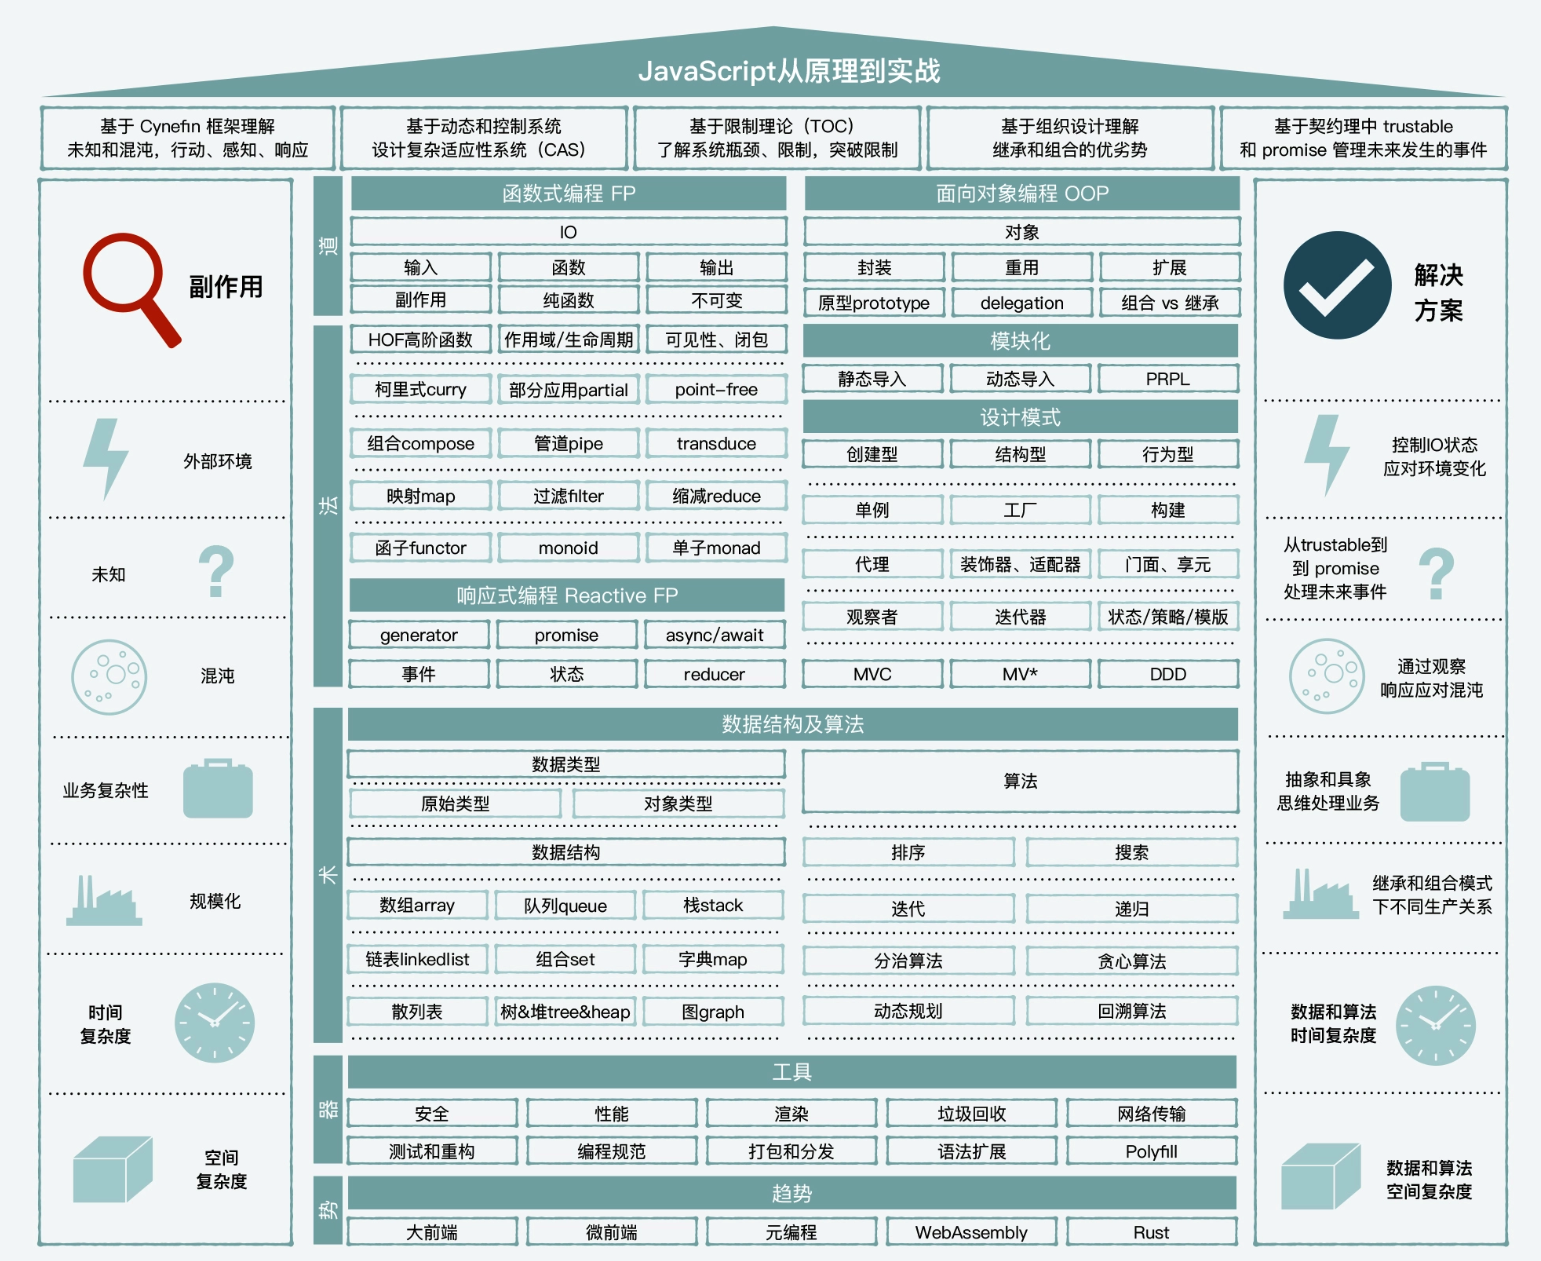 JavaScript从原理到实战
基于 Cynefin 框架理解
未知和混沌，行动、感知、响应
基于动态和控制系统
设计复杂适应性系统（CAS）
基于限制理论（TOC）
了解系统瓶颈、限制，突破限制
基于组织设计理解
继承和组合的优劣势
基于契约理中 trustable
和 promise 管理未来发生的事件
副作用
外部环境
未知
混沌
业务复杂性
规模化
时间
复杂度
空间
复杂度
道
函数式编程 FP
IO
输入
函数
输出
副作用
纯函数
不可变
面向对象编程 OOP
对象
封装
重用
扩展
原型prototype
delegation
组合 vs 继承
法
HOF高阶函数
作用域/生命周期
可见性、闭包
柯里式curry
部分应用partial
point-free
组合compose
管道pipe
transduce
映射map
过滤filter
缩减reduce
函子functor
monoid
单子monad
响应式编程 Reactive FP
generator
promise
async/await
事件
状态
reducer
模块化
静态导入
动态导入
PRPL
设计模式
创建型
结构型
行为型
单例
工厂
构建
代理
装饰器、适配器
门面、享元
观察者
迭代器
状态/策略/模版
MVC
MV*
DDD
术
数据结构及算法
数据类型
原始类型
对象类型
数据结构
数组array
队列queue
栈stack
链表linkedlist
组合set
字典map
散列表
树&堆tree&heap
图graph
算法
排序
搜索
迭代
递归
分治算法
贪心算法
动态规划
回溯算法
器
工具
安全
性能
渲染
垃圾回收
网络传输
测试和重构
编程规范
打包和分发
语法扩展
Polyfill
势
趋势
大前端
微前端
元编程
WebAssembly
Rust
解决
方案
控制IO状态
应对环境变化
从trustable到
到 promise
处理未来事件
通过观察
响应应对混沌
抽象和具象
思维处理业务
继承和组合模式
下不同生产关系
数据和算法
时间复杂度
数据和算法
空间复杂度